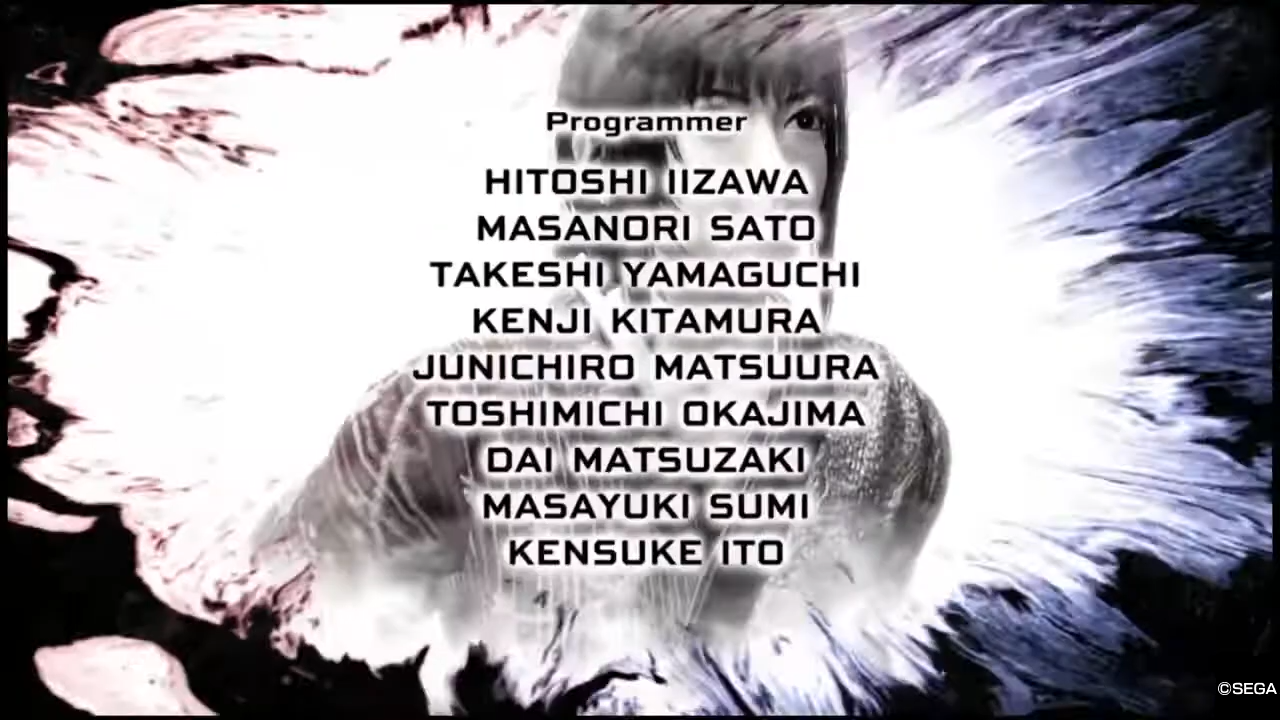 Programmer
HITOSHI IIZAWA
MASANORI SATO
TAKESHI YAMAGUCHI
KENJI KITAMURA
JUNICHIRO MATSUURA
TOSHIMICHI OKAJIMA
DAI MATSUZAKI
MASAYUKI SUMI
KENSUKE ITO
©SEGA